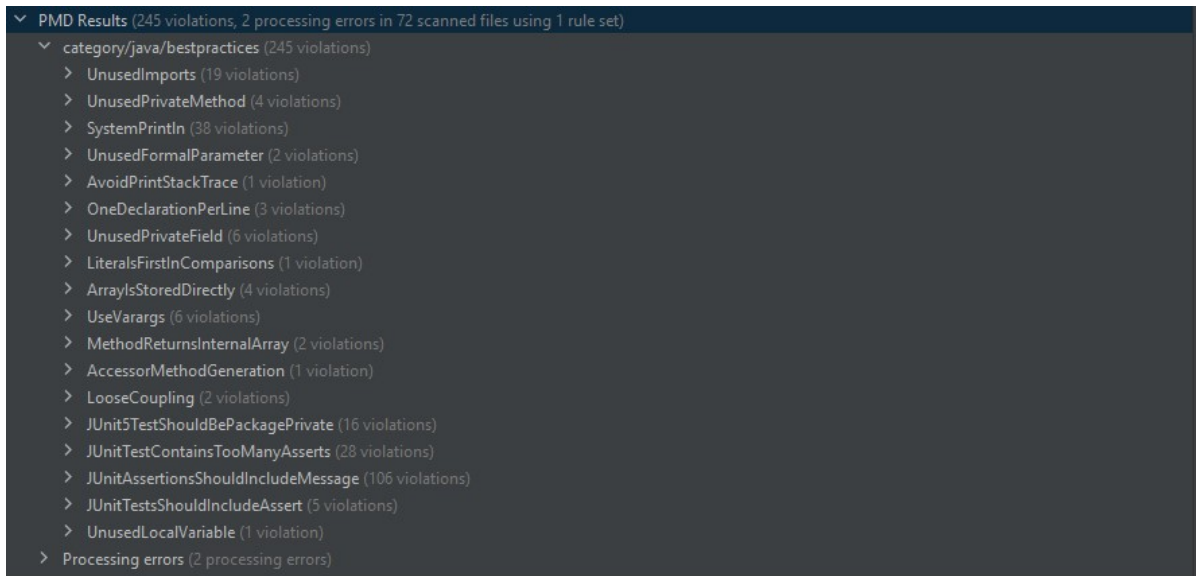 PMD Results (245 violations, 2 processing errors in 72 scanned files using 1 rule set)
category/java/bestpractices (245 violations)
UnusedImports (19 violations)
UnusedPrivateMethod (4 violations)
SystemPrintln (38 violations)
UnusedFormalParameter (2 violations)
AvoidPrintStackTrace (1 violation)
OneDeclarationPerLine (3 violations)
UnusedPrivateField (6 violations)
LiteralsFirstInComparisons (1 violation)
ArrayIsStoredDirectly (4 violations)
UseVarargs (6 violations)
MethodReturnsInternalArray (2 violations)
AccessorMethodGeneration (1 violation)
LooseCoupling (2 violations)
JUnit5TestShouldBePackagePrivate (16 violations)
JUnitTestContainsTooManyAsserts (28 violations)
JUnitAssertionsShouldIncludeMessage (106 violations)
JUnitTestsShouldIncludeAssert (5 violations)
UnusedLocalVariable (1 violation)
Processing errors (2 processing errors)